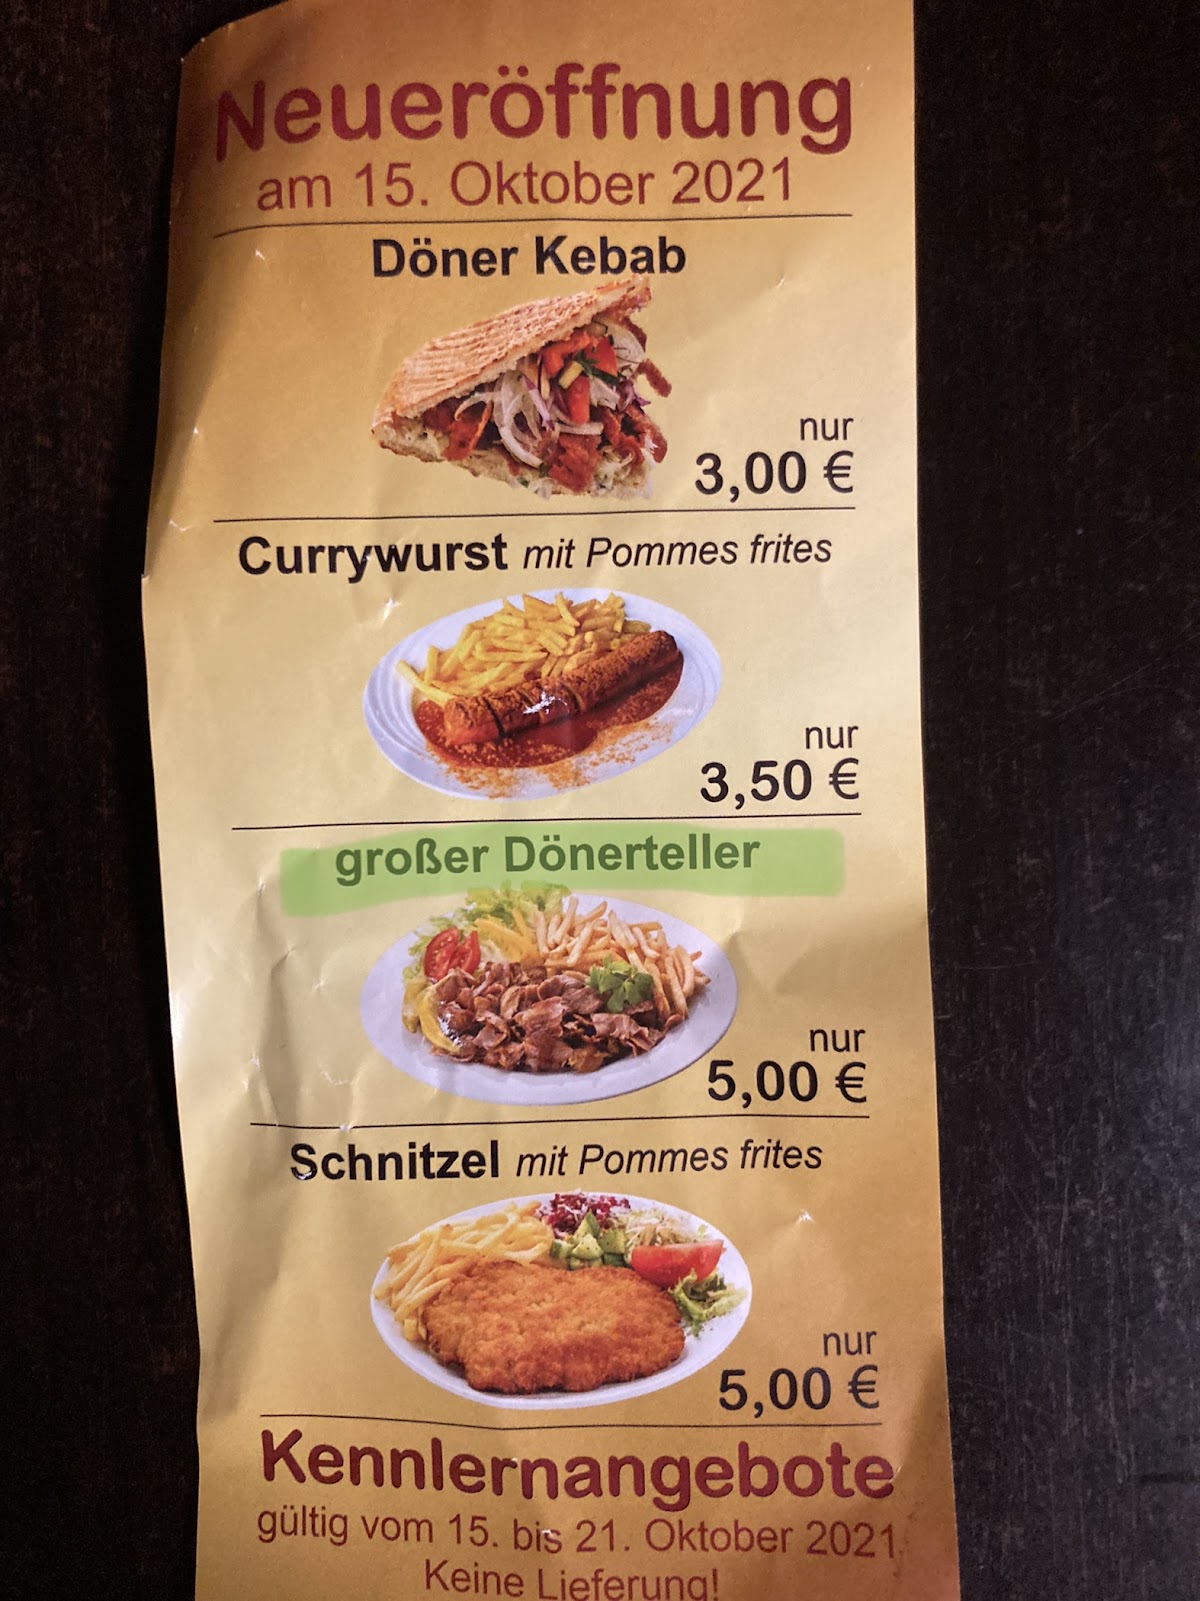 Neueröffnung
am 15. Oktober 2021
Döner Kebab
nur
3,00 €
Currywurst mit Pommes frites
nur
3,50 €
großer Dönerteller
nur
5,00 €
Schnitzel mit Pommes frites
nur
5,00 €
Kennlernangebote
gültig vom 15. bis 21. Oktober 2021
Keine Lieferung!